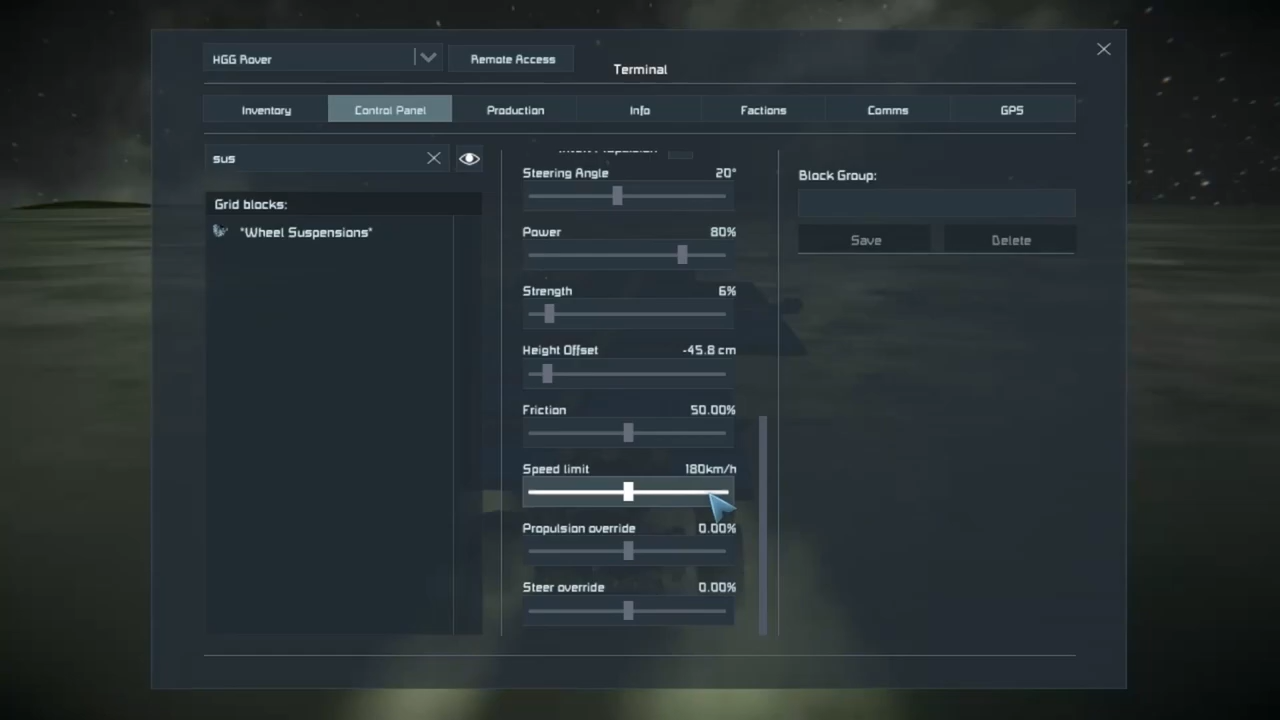 HGG Rover
Remote Access
Terminal
Inventory
Control Panel
Production
Info
Factions
Comms
GPS
sus
Grid blocks:
*Wheel Suspensions*
Steering Angle 20°
Power 80%
Strength 6%
Height Offset -45.8 cm
Friction 50.00%
Speed limit 180km/h
Propulsion override 0.00%
Steer override 0.00%
Block Group:
Save
Delete